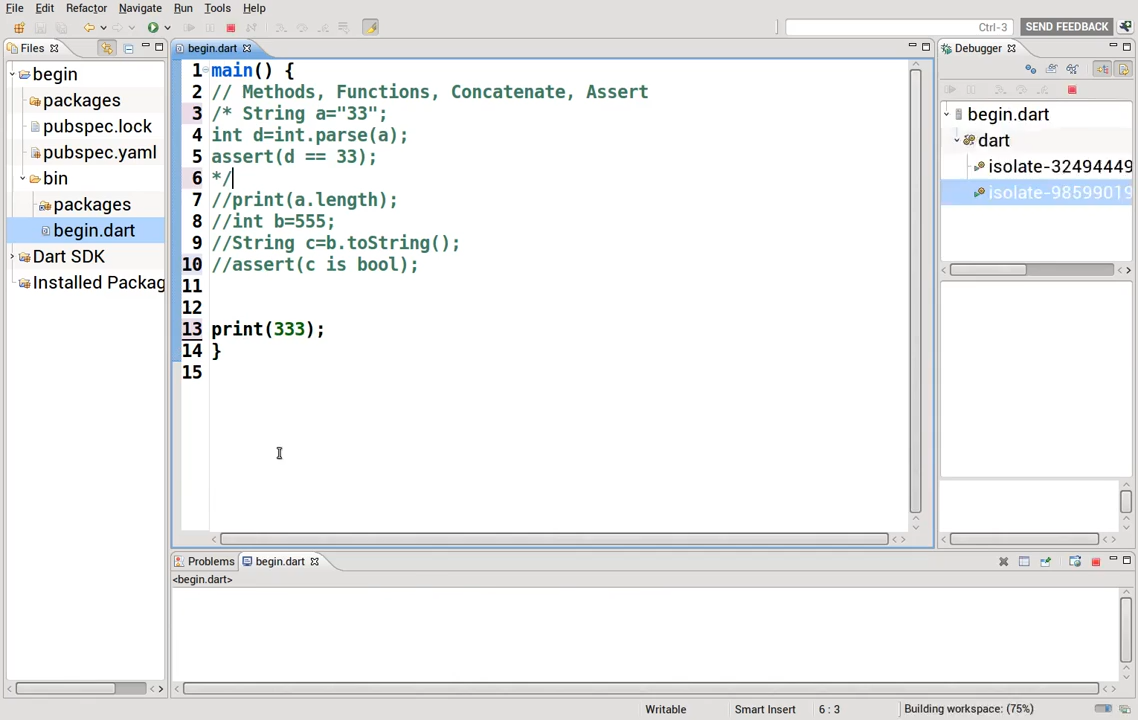 File Edit Refactor Navigate Run Tools Help
Ctrl-3 SEND FEEDBACK
Files
begin.dart
Debugger
begin
packages
pubspec.lock
pubspec.yaml
bin
packages
begin.dart
Dart SDK
Installed Packag
1 main() {
2 // Methods, Functions, Concatenate, Assert
3 /* String a="33";
4 int d=int.parse(a);
5 assert(d == 33);
6 */
7 //print(a.length);
8 //int b=555;
9 //String c=b.toString();
10 //assert(c is bool);
11
12
13 print(333);
14 }
15
begin.dart
dart
isolate-32494449
isolate-98599019
Problems begin.dart
<begin.dart>
Writable Smart Insert 6 : 3 Building workspace: (75%)